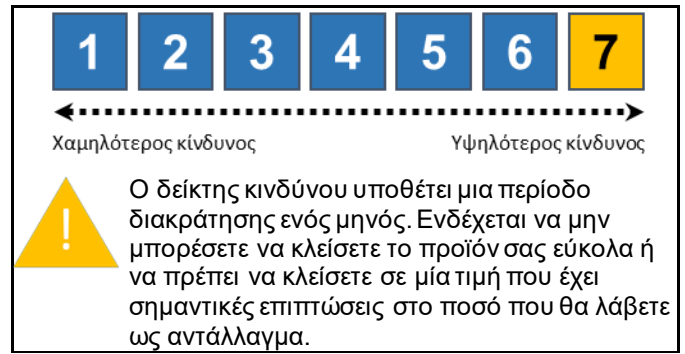 1 2 3 4 5 6 7
Χαμηλότερος κίνδυνος Υψηλότερος κίνδυνος
!
Ο δείκτης κινδύνου υποθέτει μια περίοδο
διακράτησης ενός μηνός. Ενδέχεται να μην
μπορέσετε να κλείσετε το προϊόν σας εύκολα ή
να πρέπει να κλείσετε σε μία τιμή που έχει
σημαντικές επιπτώσεις στο ποσό που θα λάβετε
ως αντάλλαγμα.